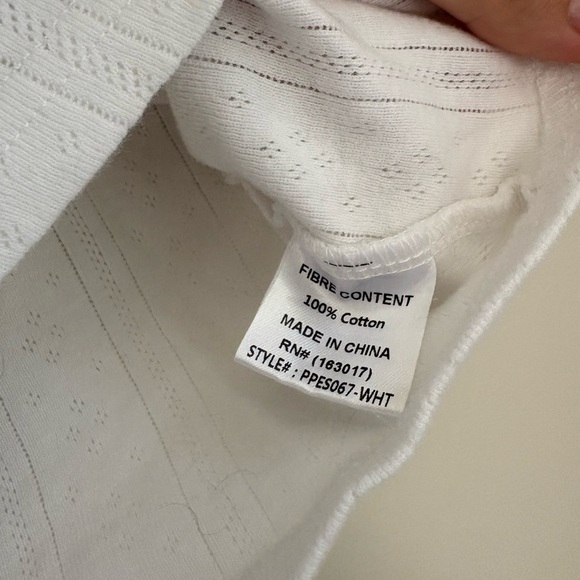 FIBRE CONTENT
100% Cotton
MADE IN CHINA
RN# (163017)
STYLE# : PPES067-WHT